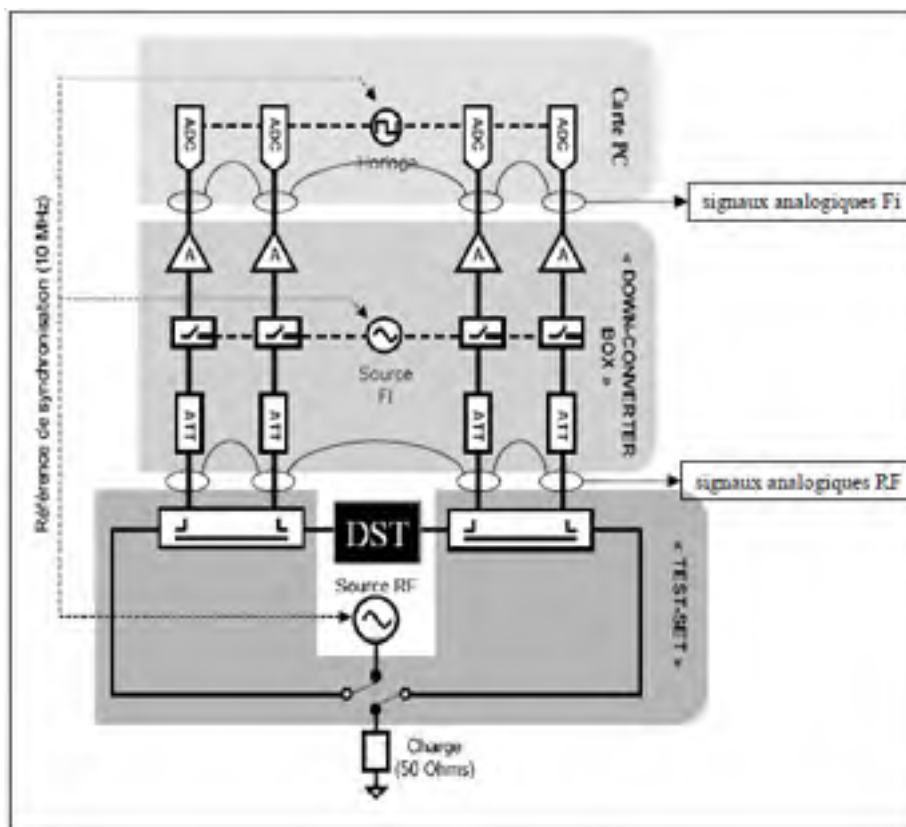 ADC
ADC
ADC
ADC
Carte PC
Horloge
signaux analogiques Fi
Référence de synchronisation (10 MHz)
A
A
A
A
« DOWN-CONVERTER
BOX »
Source
FI
ATT
ATT
ATT
ATT
signaux analogiques RF
DST
Source RF
« TEST-SET »
Charge
(50 Ohms)